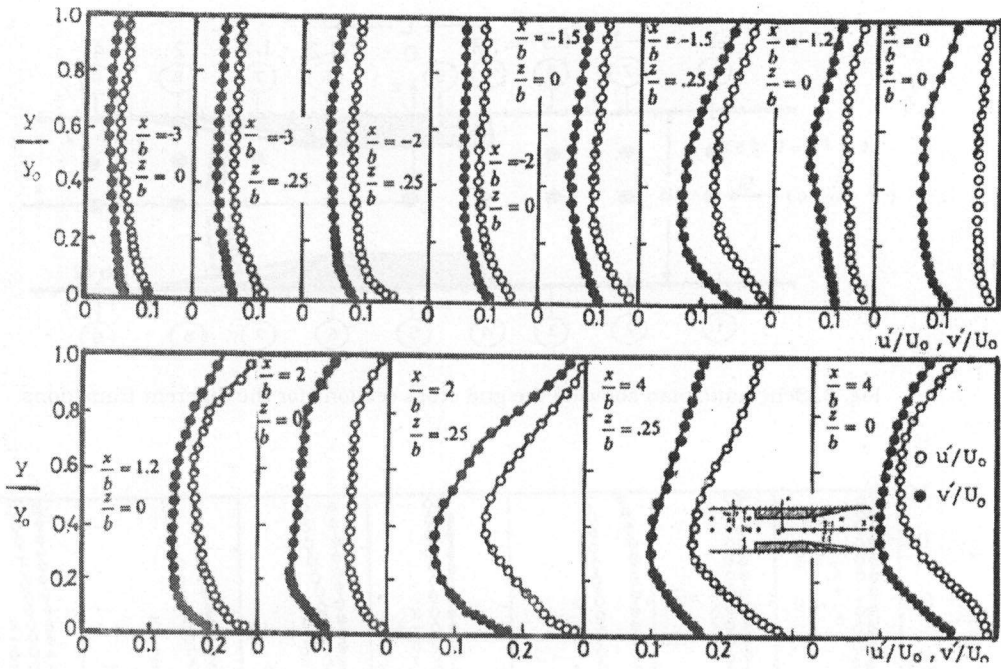 1.0
0.8
0.6
0.4
0.2
0
y
Y₀
x/b = -3
z/b = 0
x/b = -3
z/b = .25
x/b = -2
z/b = .25
x/b = -2
z/b = 0
x/b = -1.5
z/b = 0
x/b = -1.5
z/b = .25
x/b = -1.2
z/b = 0
x/b = 0
z/b = 0
0 0.1 0 0.1 0 0.1 0 0.1 0 0.1 0 0.1 0 0.1 0 0.1
u'/U₀ , v'/U₀
1.0
0.8
0.6
0.4
0.2
0
y
Y₀
x/b = 1.2
z/b = 0
x/b = 2
z/b = 0
x/b = 2
z/b = .25
x/b = 4
z/b = .25
x/b = 4
z/b = 0
o u'/U₀
● v'/U₀
0 0.1 0.2 0 0.1 0 0.1 0.2 0 0.1 0.2 0
u'/U₀ , v'/U₀